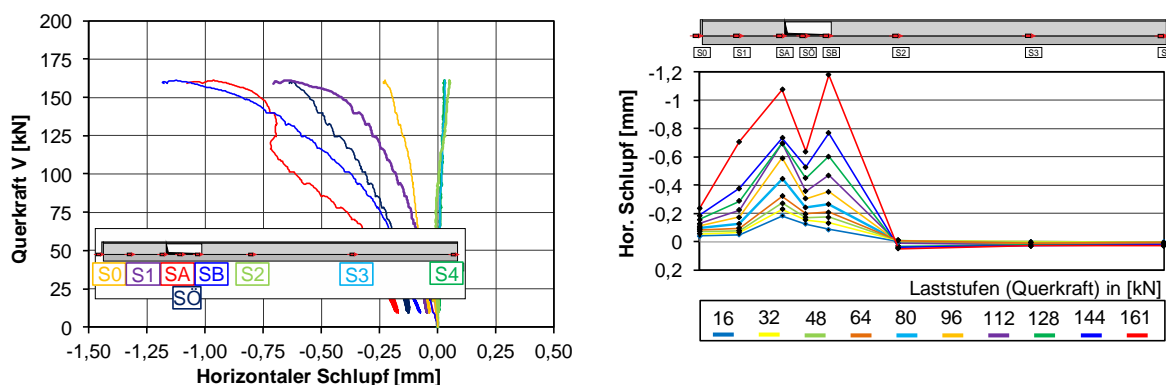 200
175
150
125
100
75
50
25
0
Querkraft V [kN]
S0 S1 SA SB S2 S3 S4
SÖ
-1,50 -1,25 -1,00 -0,75 -0,50 -0,25 0,00 0,25 0,50
Horizontaler Schlupf [mm]
S0 S1 SA SÖ SB S2 S3 S
-1,2
-1
-0,8
-0,6
-0,4
-0,2
0
0,2
Hor. Schlupf [mm]
Laststufen (Querkraft) in [kN]
16 32 48 64 80 96 112 128 144 161